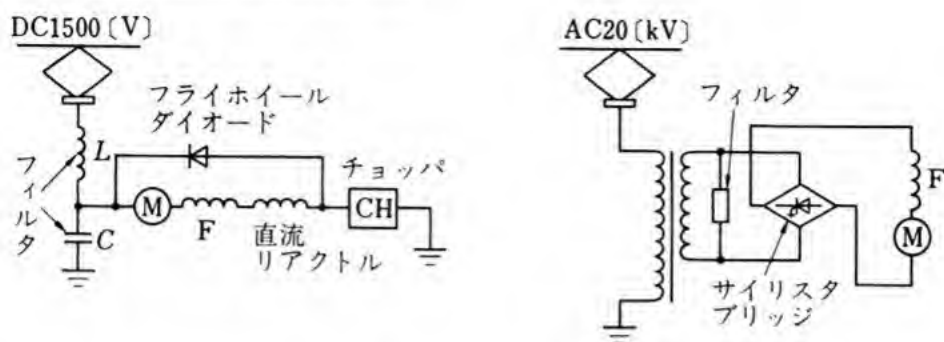 DC1500〔V〕
フライホイール
ダイオード
フィルタ
L
チョッパ
M
CH
F
C
直流
リアクトル
AC20〔kV〕
フィルタ
F
M
サイリスタ
ブリッジ